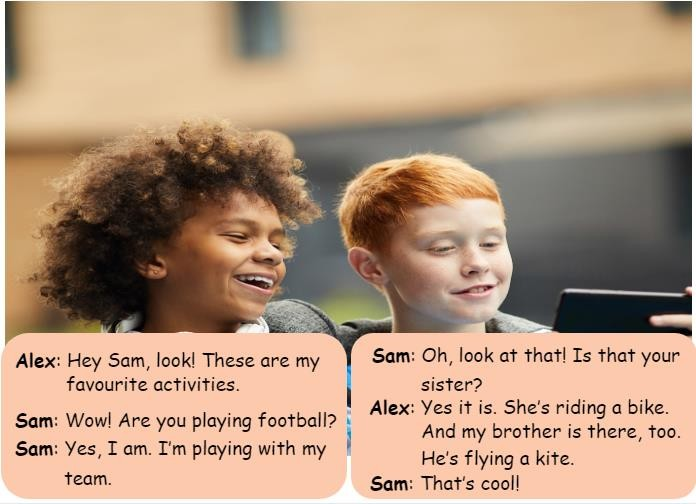 Alex: Hey Sam, look! These are my
favourite activities.
Sam: Wow! Are you playing football?
Sam: Yes, I am. I'm playing with my
team.
Sam: Oh, look at that! Is that your
sister?
Alex: Yes it is. She's riding a bike.
And my brother is there, too.
He's flying a kite.
Sam: That's cool!